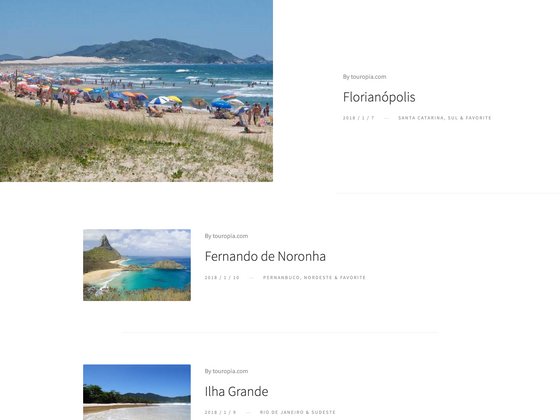 By touropia.com
Florianópolis
2018 / 1 / 7 — SANTA CATARINA, SUL & FAVORITE
By touropia.com
Fernando de Noronha
2018 / 1 / 10 — PERNANBUCO, NORDESTE & FAVORITE
By touropia.com
Ilha Grande
2018 / 1 / 9 — RIO DE JANEIRO & SUDESTE